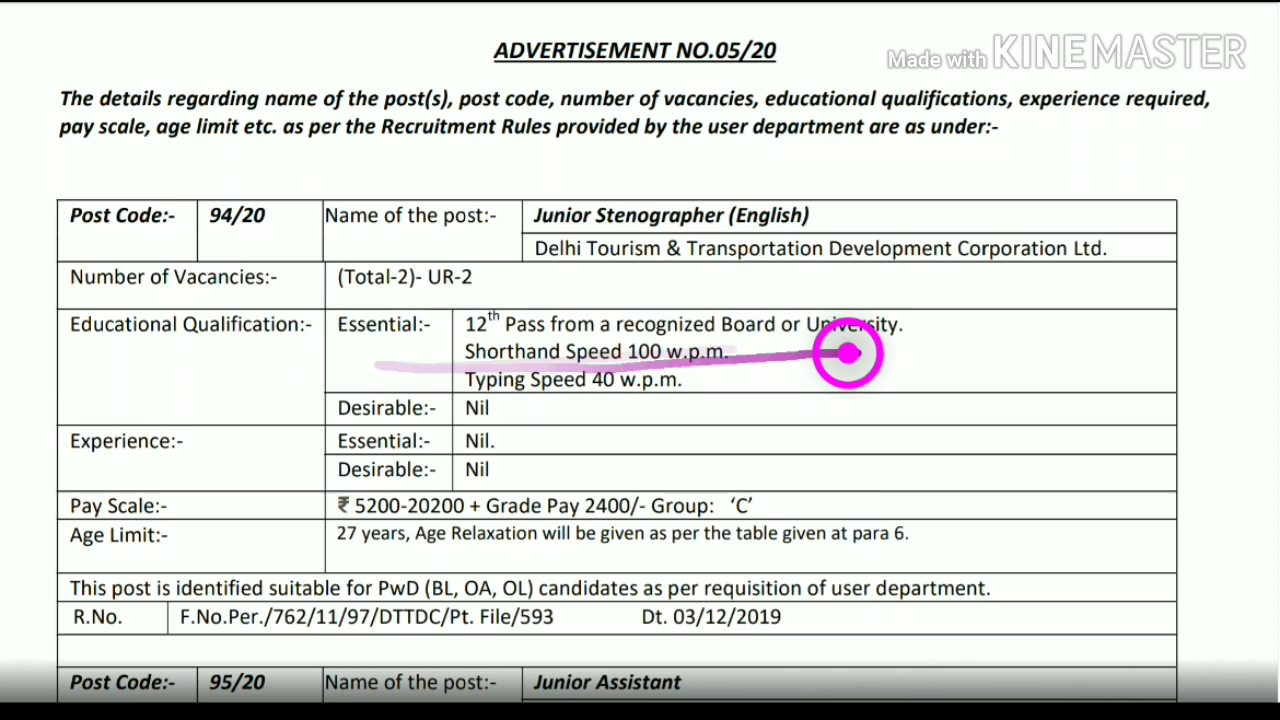 ADVERTISEMENT NO.05/20
Made with KINEMASTER
The details regarding name of the post(s), post code, number of vacancies, educational qualifications, experience required,
pay scale, age limit etc. as per the Recruitment Rules provided by the user department are as under:-
Post Code:- 94/20 Name of the post:- Junior Stenographer (English)
Delhi Tourism & Transportation Development Corporation Ltd.
Number of Vacancies:- (Total-2)- UR-2
Educational Qualification:- Essential:- 12th Pass from a recognized Board or University.
Shorthand Speed 100 w.p.m.
Typing Speed 40 w.p.m.
Desirable:- Nil
Experience:- Essential:- Nil.
Desirable:- Nil
Pay Scale:- ₹ 5200-20200 + Grade Pay 2400/- Group: ‘C’
Age Limit:- 27 years, Age Relaxation will be given as per the table given at para 6.
This post is identified suitable for PwD (BL, OA, OL) candidates as per requisition of user department.
R.No. F.No.Per./762/11/97/DTTDC/Pt. File/593 Dt. 03/12/2019
Post Code:- 95/20 Name of the post:- Junior Assistant